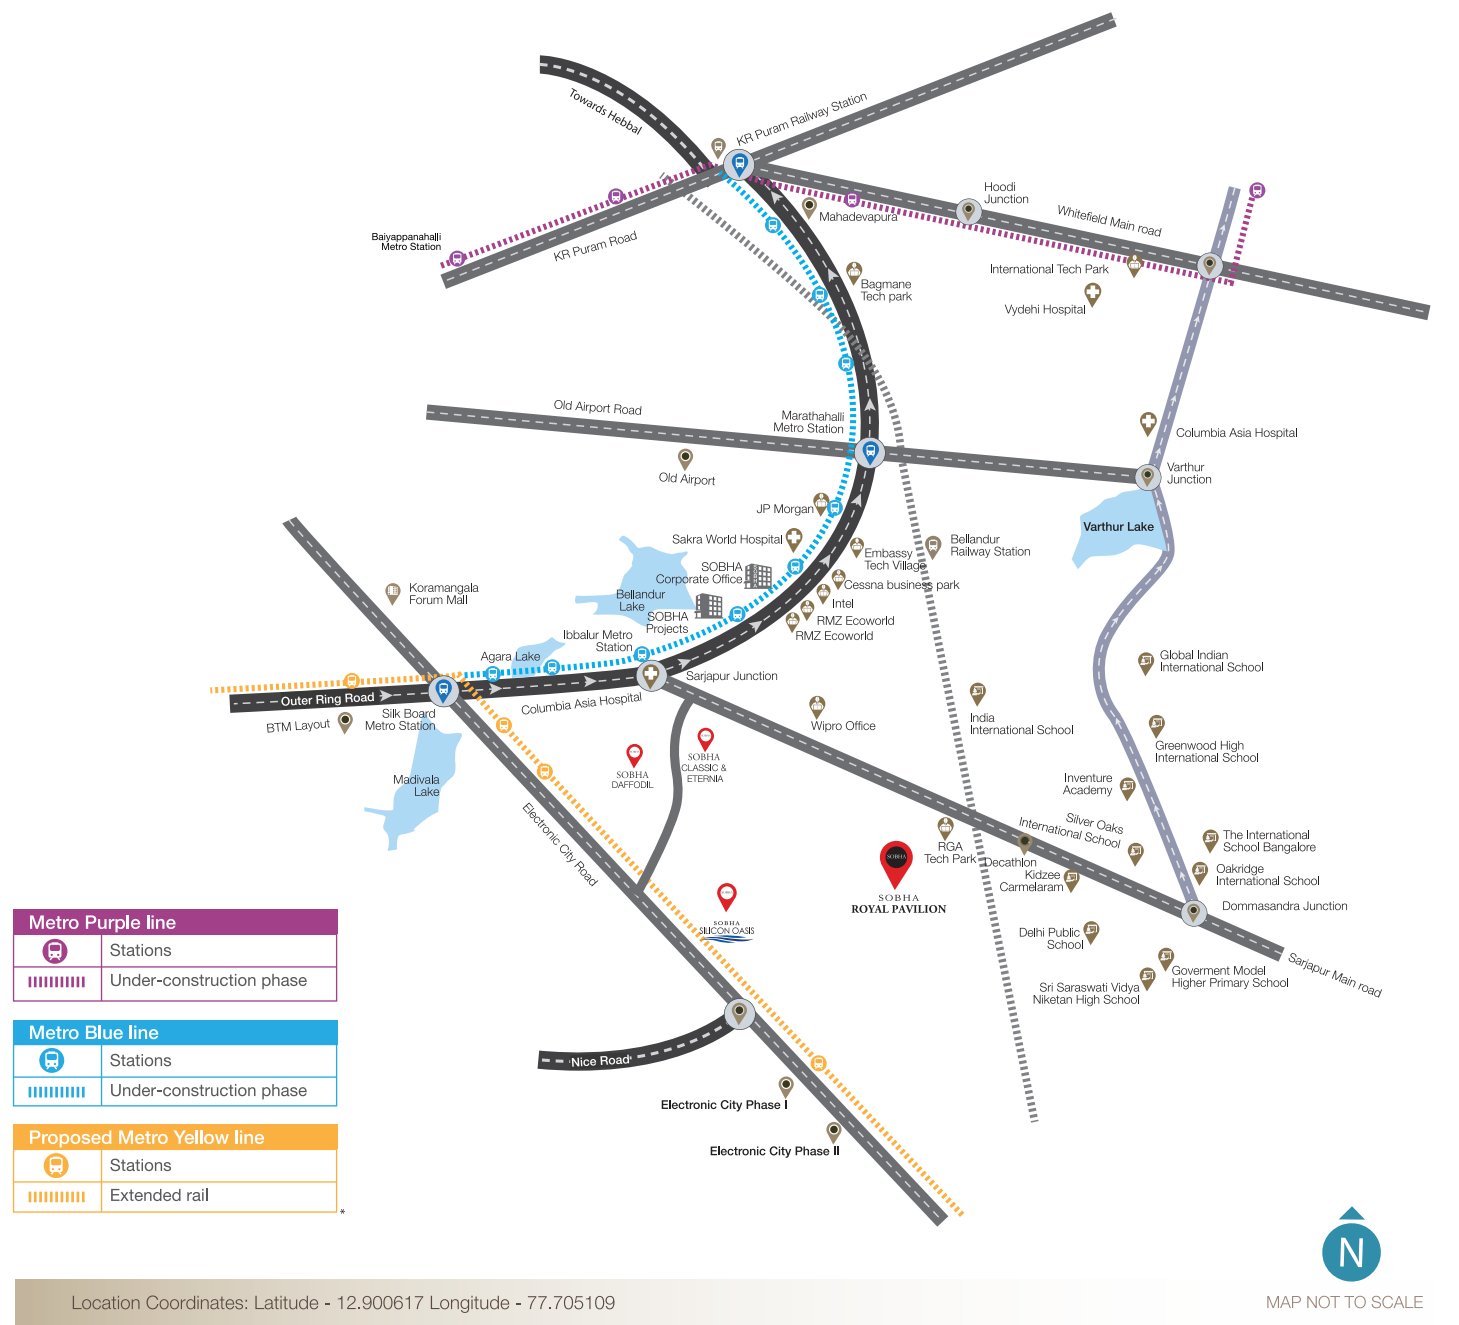 Towards Hebbal
KR Puram Railway Station
Hoodi
Junction
Mahadevapura
Whitefield Main road
Baiyappanahalli
Metro Station
KR Puram Road
International Tech Park
Bagmane
Tech park
Vydehi Hospital
Old Airport Road
Marathahalli
Metro Station
Columbia Asia Hospital
Old Airport
Varthur
Junction
JP Morgan
Varthur Lake
Sakra World Hospital
Embassy
Tech Village
Bellandur
Railway Station
SOBHA
Corporate Office
Cessna business park
Koramangala
Forum Mall
Bellandur
Lake
Intel
SOBHA
Projects
RMZ Ecoworld
RMZ Ecoworld
Ibbalur Metro
Station
Agara Lake
Global Indian
International School
Sarjapur Junction
Outer Ring Road
Columbia Asia Hospital
BTM Layout
Silk Board
Metro Station
Wipro Office
India
International School
Greenwood High
International School
SOBHA
DAFFODIL
SOBHA
CLASSIC &
ETERNIA
Madivala
Lake
Inventure
Academy
Electronic City Road
Silver Oaks
International School
The International
School Bangalore
RGA
Tech Park
Decathlon
Kidzee
Carmelaram
Oakridge
International School
SOBHA
SOBHA
ROYAL PAVILION
Dommasandra Junction
SOBHA
SILICON OASIS
Delhi Public
School
Sarjapur Main road
Goverment Model
Higher Primary School
Sri Saraswati Vidya
Niketan High School
Nice Road
Electronic City Phase I
Electronic City Phase II
Metro Purple line
Stations
Under-construction phase
Metro Blue line
Stations
Under-construction phase
Proposed Metro Yellow line
Stations
Extended rail
*
N
MAP NOT TO SCALE
Location Coordinates: Latitude - 12.900617 Longitude - 77.705109